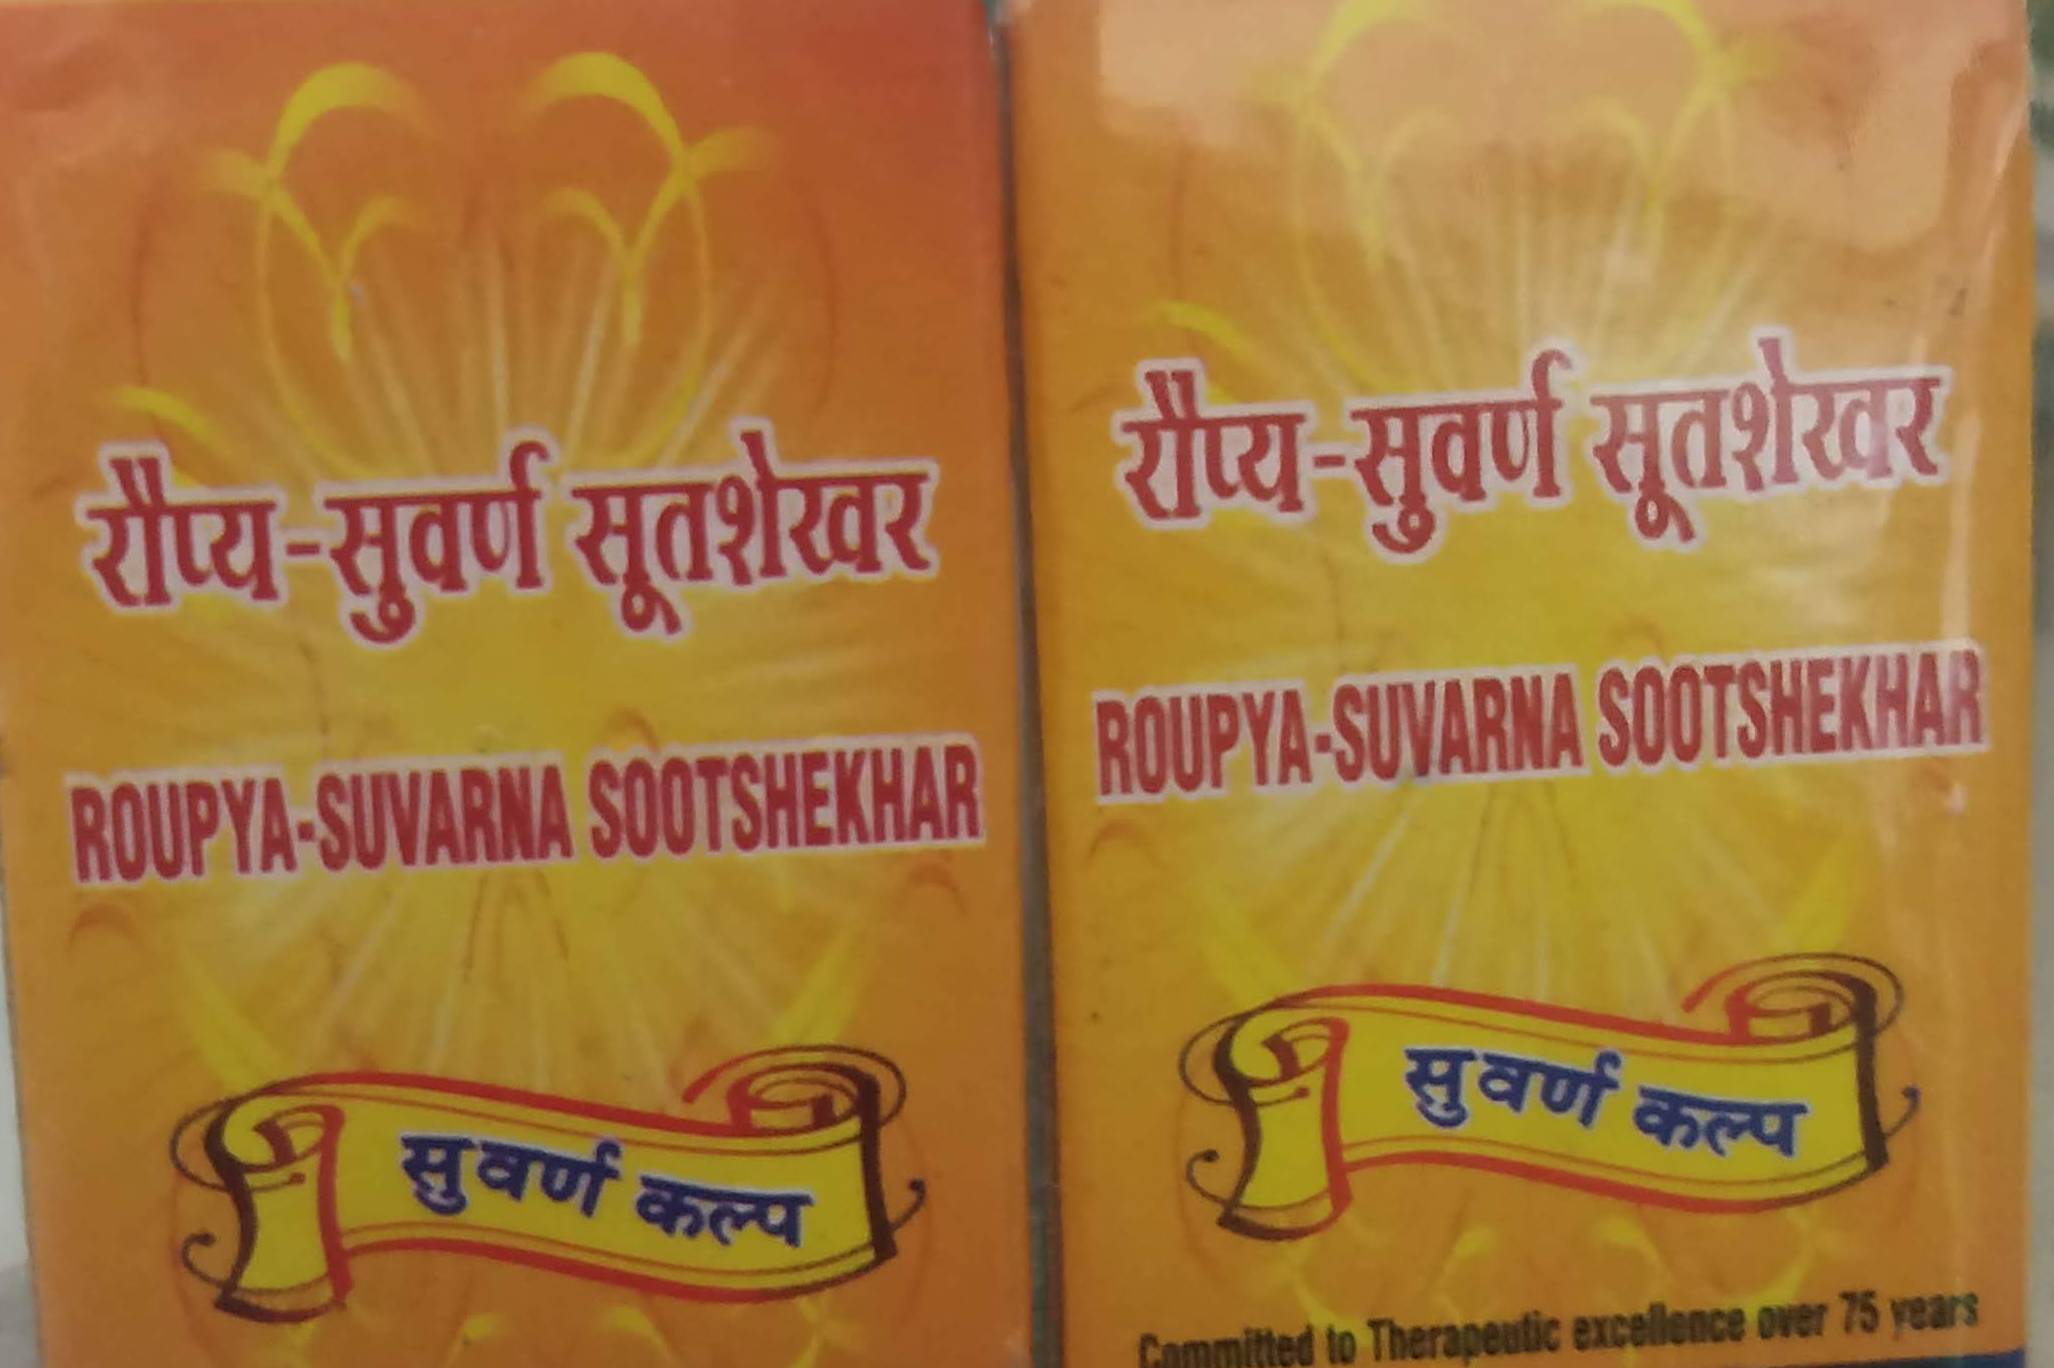 रौप्य-सुवर्ण सूतशेखर
ROUPYA-SUVARNA SOOTSHEKHAR
सुवर्ण कल्प
रौप्य-सुवर्ण सूतशेखर
ROUPYA-SUVARNA SOOTSHEKHAR
सुवर्ण कल्प
Committed to Therapeutic excellence over 75 years